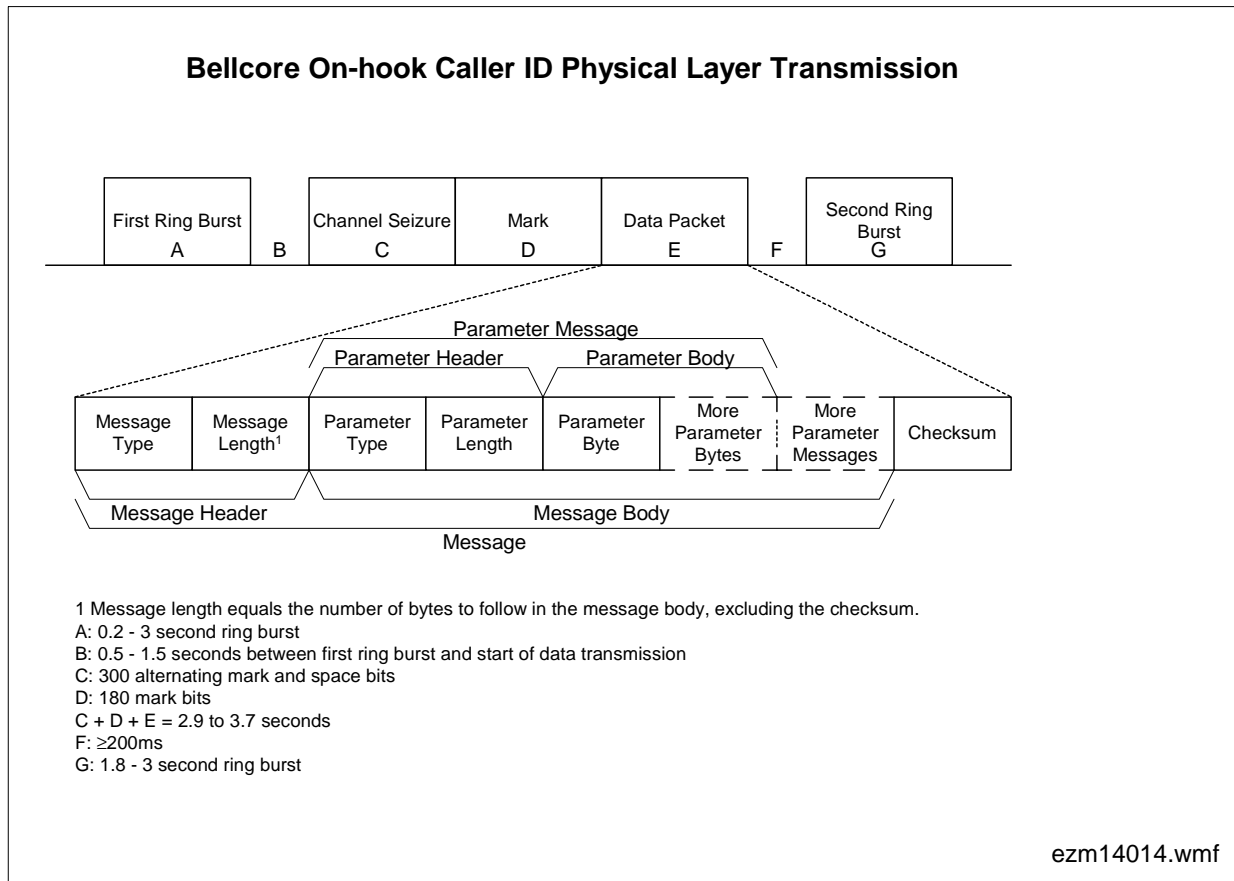 Bellcore On-hook Caller ID Physical Layer Transmission
First Ring Burst
A
B
Channel Seizure
C
Mark
D
Data Packet
E
F
Second Ring
Burst
G
Parameter Message
Parameter Header
Parameter Body
Message
Type
Message
Length¹
Parameter
Type
Parameter
Length
Parameter
Byte
More
Parameter
Bytes
More
Parameter
Messages
Checksum
Message Header
Message Body
Message
1 Message length equals the number of bytes to follow in the message body, excluding the checksum.
A: 0.2 - 3 second ring burst
B: 0.5 - 1.5 seconds between first ring burst and start of data transmission
C: 300 alternating mark and space bits
D: 180 mark bits
C + D + E = 2.9 to 3.7 seconds
F: ≥200ms
G: 1.8 - 3 second ring burst
ezm14014.wmf